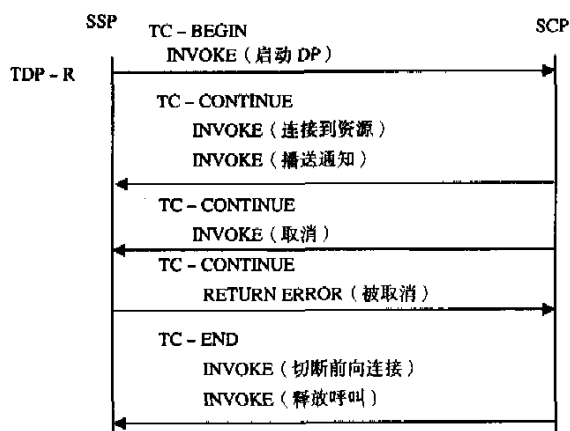 SSP
SCP
TC-BEGIN
INVOKE（启动 DP）
TDP-R
TC-CONTINUE
INVOKE（连接到资源）
INVOKE（播送通知）
TC-CONTINUE
INVOKE（取消）
TC-CONTINUE
RETURN ERROR（被取消）
TC-END
INVOKE（切断前向连接）
INVOKE（释放呼叫）